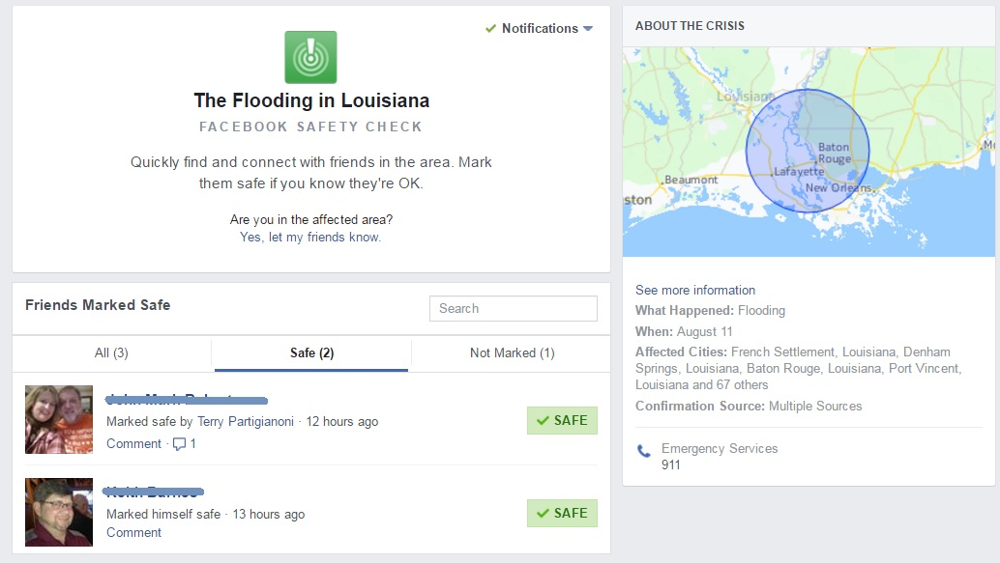 Notifications
The Flooding in Louisiana
FACEBOOK SAFETY CHECK
Quickly find and connect with friends in the area. Mark
them safe if you know they're OK.
Are you in the affected area?
Yes, let my friends know.
Friends Marked Safe
Search
All (3)
Safe (2)
Not Marked (1)
Marked safe by Terry Partigianoni · 12 hours ago
SAFE
Comment · 1
Marked himself safe · 13 hours ago
SAFE
Comment
ABOUT THE CRISIS
Louisiana
Baton
Rouge
Lafayette
Beaumont
New Orleans
See more information
What Happened: Flooding
When: August 11
Affected Cities: French Settlement, Louisiana, Denham
Springs, Louisiana, Baton Rouge, Louisiana, Port Vincent,
Louisiana and 67 others
Confirmation Source: Multiple Sources
Emergency Services
911